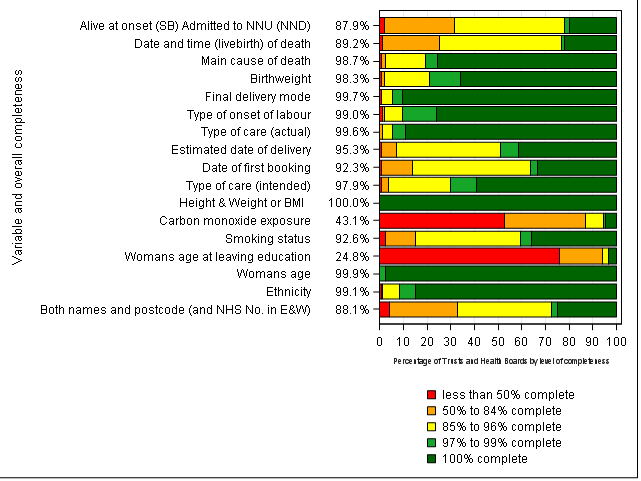 Variable and overall completeness
Alive at onset (SB) Admitted to NNU (NND) 87.9%
Date and time (livebirth) of death 89.2%
Main cause of death 98.7%
Birthweight 98.3%
Final delivery mode 99.7%
Type of onset of labour 99.0%
Type of care (actual) 99.6%
Estimated date of delivery 95.3%
Date of first booking 92.3%
Type of care (intended) 97.9%
Height & Weight or BMI 100.0%
Carbon monoxide exposure 43.1%
Smoking status 92.6%
Womans age at leaving education 24.8%
Womans age 99.9%
Ethnicity 99.1%
Both names and postcode (and NHS No. in E&W) 88.1%
0 10 20 30 40 50 60 70 80 90 100
Percentage of Trusts and Health Boards by level of completeness
less than 50% complete
50% to 84% complete
85% to 96% complete
97% to 99% complete
100% complete